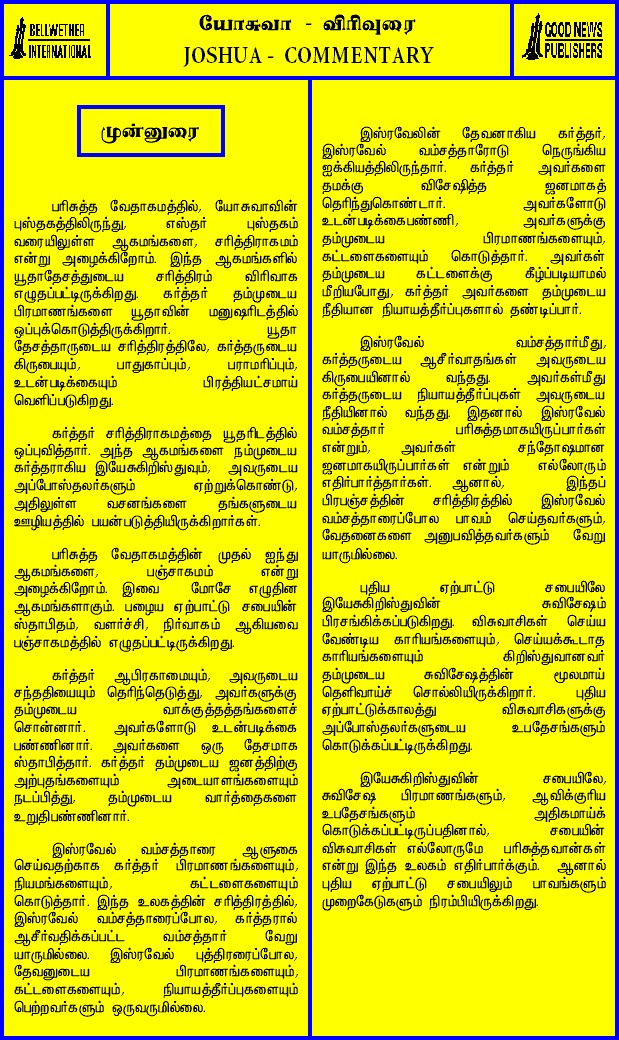 BELLWETHER
INTERNATIONAL
யோசுவா - விரிவுரை
JOSHUA - COMMENTARY
GOOD NEWS
PUBLISHERS
முன்னுரை
பரிசுத்த வேதாகமத்தில், யோசுவாவின்
புஸ்தகத்திலிருந்து, எஸ்தர் புஸ்தகம்
வரையிலுள்ள ஆகமங்களை, சரித்திராகமம்
என்று அழைக்கிறோம். இந்த ஆகமங்களில்
யூதாதேசத்துடைய சரித்திரம் விரிவாக
எழுதப்பட்டிருக்கிறது. கர்த்தர் தம்முடைய
பிரமாணங்களை யூதாவின் மனுஷரிடத்தில்
ஒப்புக்கொடுத்திருக்கிறார். யூதா
தேசத்தாருடைய சரித்திரத்திலே, கர்த்தருடைய
கிருபையும், பாதுகாப்பும், பராமரிப்பும்,
உடன்படிக்கையும் பிரத்தியட்சமாய்
வெளிப்படுகிறது.
கர்த்தர் சரித்திராகமத்தை யூதரிடத்தில்
ஒப்புவித்தார். அந்த ஆகமங்களை நம்முடைய
கர்த்தராகிய இயேசுகிறிஸ்துவும், அவருடைய
அப்போஸ்தலர்களும் ஏற்றுக்கொண்டு,
அதிலுள்ள வசனங்களை தங்களுடைய
ஊழியத்தில் பயன்படுத்தியிருக்கிறார்கள்.
பரிசுத்த வேதாகமத்தின் முதல் ஐந்து
ஆகமங்களை, பஞ்சாகமம் என்று
அழைக்கிறோம். இவை மோசே எழுதின
ஆகமங்களாகும். பழைய ஏற்பாட்டு சபையின்
ஸ்தாபிதம், வளர்ச்சி, நிர்வாகம் ஆகியவை
பஞ்சாகமத்தில் எழுதப்பட்டிருக்கிறது.
கர்த்தர் ஆபிரகாமையும், அவருடைய
சந்ததியையும் தெரிந்தெடுத்து, அவர்களுக்கு
தம்முடைய வாக்குத்தத்தங்களைச்
சொன்னார். அவர்களோடு உடன்படிக்கை
பண்ணினார். அவர்களை ஒரு தேசமாக
ஸ்தாபித்தார். கர்த்தர் தம்முடைய ஜனத்திற்கு
அற்புதங்களையும் அடையாளங்களையும்
நடப்பித்து, தம்முடைய வார்த்தைகளை
உறுதிபண்ணினார்.
இஸ்ரவேல் வம்சத்தாரை ஆளுகை
செய்வதற்காக கர்த்தர் பிரமாணங்களையும்,
நியமங்களையும், கட்டளைகளையும்
கொடுத்தார். இந்த உலகத்தின் சரித்திரத்தில்,
இஸ்ரவேல் வம்சத்தாரைப்போல, கர்த்தரால்
ஆசீர்வதிக்கப்பட்ட வம்சத்தார் வேறு
யாருமில்லை. இஸ்ரவேல் புத்திரரைப்போல,
தேவனுடைய பிரமாணங்களையும்,
கட்டளைகளையும், நியாயத்தீர்ப்புகளையும்
பெற்றவர்களும் ஒருவருமில்லை.
இஸ்ரவேலின் தேவனாகிய கர்த்தர்,
இஸ்ரவேல் வம்சத்தாரோடு நெருங்கிய
ஐக்கியத்திலிருந்தார். கர்த்தர் அவர்களை
தமக்கு விசேஷித்த ஜனமாகத்
தெரிந்துகொண்டார். அவர்களோடு
உடன்படிக்கைபண்ணி, அவர்களுக்கு
தம்முடைய பிரமாணங்களையும்,
கட்டளைகளையும் கொடுத்தார். அவர்கள்
தம்முடைய கட்டளைக்கு கீழ்ப்படியாமல்
மீறியபோது, கர்த்தர் அவர்களை தம்முடைய
நீதியான நியாயத்தீர்ப்புகளால் தண்டிப்பார்.
இஸ்ரவேல் வம்சத்தார்மீது,
கர்த்தருடைய ஆசீர்வாதங்கள் அவருடைய
கிருபையினால் வந்தது. அவர்கள்மீது
கர்த்தருடைய நியாயத்தீர்ப்புகள் அவருடைய
நீதியினால் வந்தது. இதனால் இஸ்ரவேல்
வம்சத்தார் பரிசுத்தமாகயிருப்பார்கள்
என்றும், அவர்கள் சந்தோஷமான
ஜனமாகயிருப்பார்கள் என்றும் எல்லோரும்
எதிர்பார்த்தார்கள். ஆனால், இந்தப்
பிரபஞ்சத்தின் சரித்திரத்தில் இஸ்ரவேல்
வம்சத்தாரைப்போல பாவம் செய்தவர்களும்,
வேதனைகளை அனுபவித்தவர்களும் வேறு
யாருமில்லை.
புதிய ஏற்பாட்டு சபையிலே
இயேசுகிறிஸ்துவின் சுவிசேஷம்
பிரசங்கிக்கப்படுகிறது. விசுவாசிகள் செய்ய
வேண்டிய காரியங்களையும், செய்யக்கூடாத
காரியங்களையும் கிறிஸ்துவானவர்
தம்முடைய சுவிசேஷத்தின் மூலமாய்
தெளிவாய்ச் சொல்லியிருக்கிறார். புதிய
ஏற்பாட்டுக்காலத்து விசுவாசிகளுக்கு
அப்போஸ்தலர்களுடைய உபதேசங்களும்
கொடுக்கப்பட்டிருக்கிறது.
இயேசுகிறிஸ்துவின் சபையிலே,
சுவிசேஷ பிரமாணங்களும், ஆவிக்குரிய
உபதேசங்களும் அதிகமாய்க்
கொடுக்கப்பட்டிருப்பதினால், சபையின்
விசுவாசிகள் எல்லோருமே பரிசுத்தவான்கள்
என்று இந்த உலகம் எதிர்பார்க்கும். ஆனால்
புதிய ஏற்பாட்டு சபையிலும் பாவங்களும்
முறைகேடுகளும் நிரம்பியிருக்கிறது.